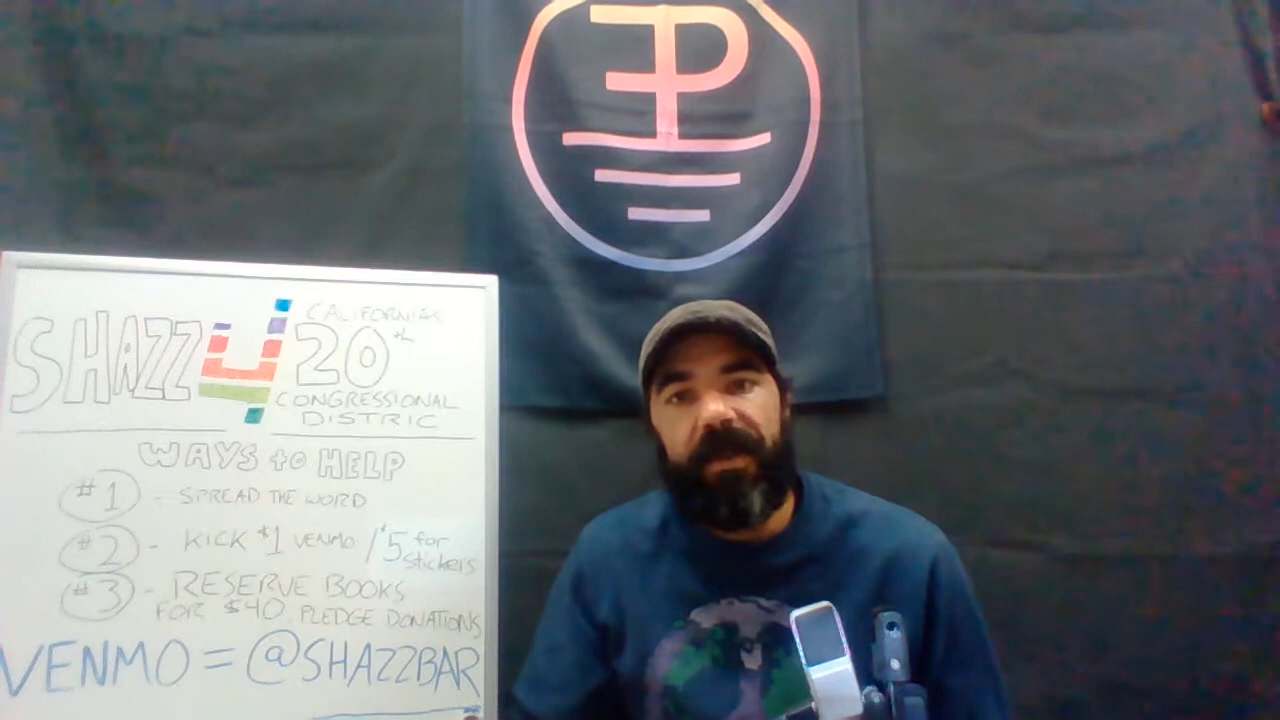 SHAZZY
CALIFORNIAS
20th
CONGRESSIONAL
DISTRIC
WAYS to HELP
#1 - SPREAD THE WORD
#2 - KICK $1 VENMO / $5 for stickers
#3 - RESERVE BOOKS
FOR $40. PLEDGE DONATIONS
VENMO = @SHAZZBAR